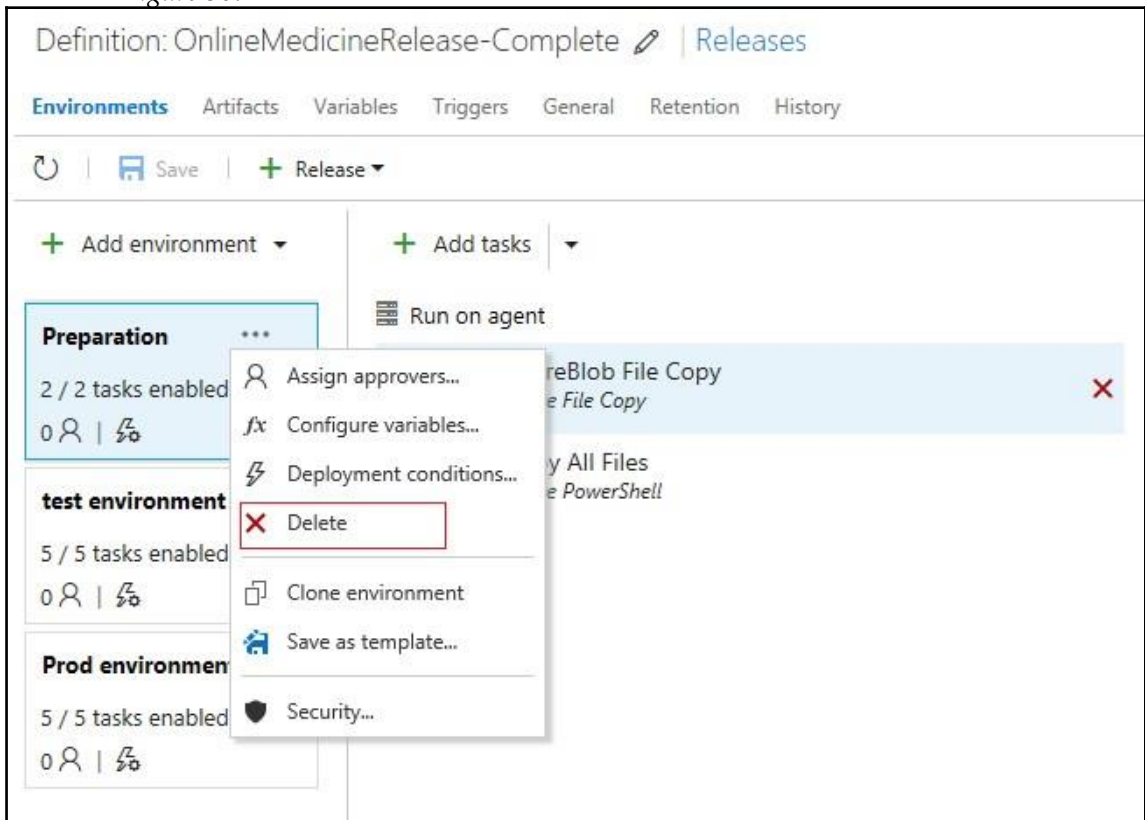 Definition: OnlineMedicineRelease-Complete | Releases
Environments Artifacts Variables Triggers General Retention History
Save | + Release
+ Add environment + Add tasks
Run on agent
Preparation ...
2 / 2 tasks enabled
0 |
Assign approvers...
fx Configure variables...
Deployment conditions...
Delete
Clone environment
Save as template...
Security...
reBlob File Copy
e File Copy
y All Files
e PowerShell
test environment
5 / 5 tasks enabled
0 |
Prod environmen
5 / 5 tasks enabled
0 |